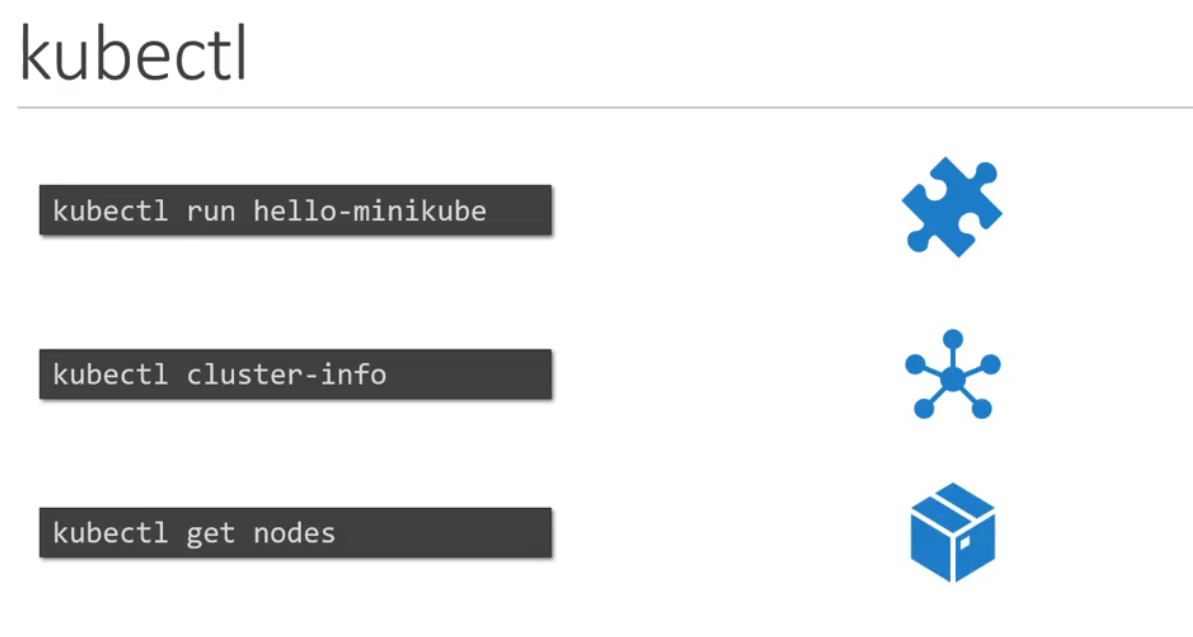 kubectl
kubectl run hello-minikube
kubectl cluster-info
kubectl get nodes